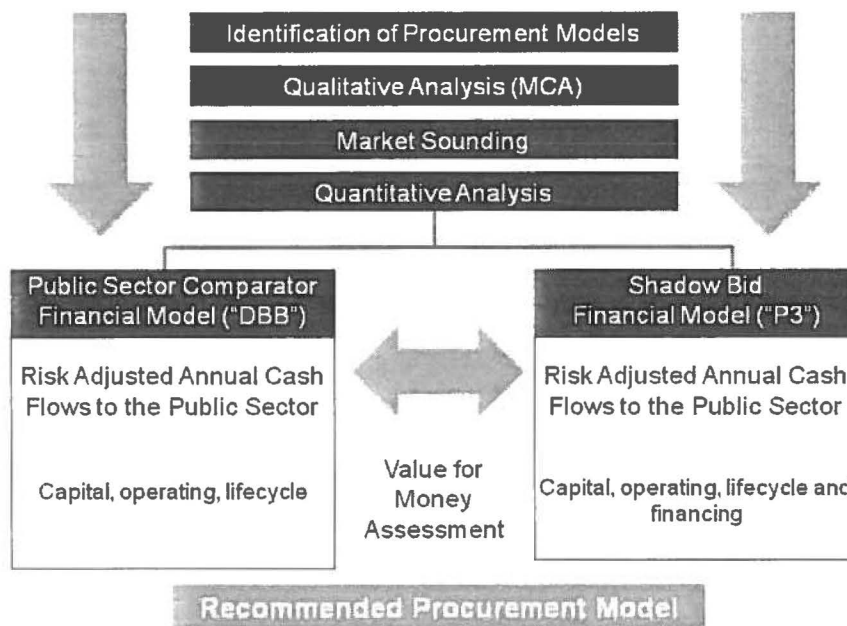 Identification of Procurement Models
Qualitative Analysis (MCA)
Market Sounding
Quantitative Analysis
Public Sector Comparator
Financial Model ("DBB")
Risk Adjusted Annual Cash
Flows to the Public Sector
Capital, operating, lifecycle
Value for
Money
Assessment
Shadow Bid
Financial Model ("P3")
Risk Adjusted Annual Cash
Flows to the Public Sector
Capital, operating, lifecycle and
financing
Recommended Procurement Model